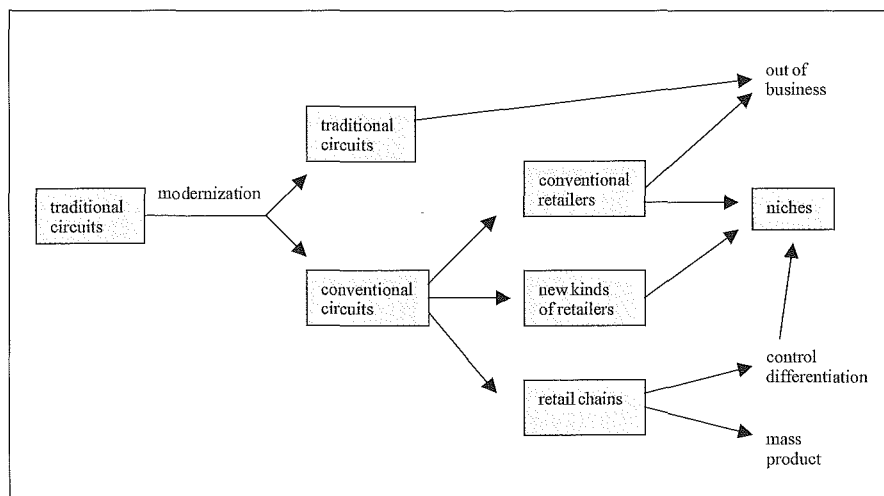 out of
business
traditional
circuits
conventional
retailers
modernization
traditional
circuits
niches
conventional
circuits
new kinds
of retailers
control
differentiation
retail chains
mass
product